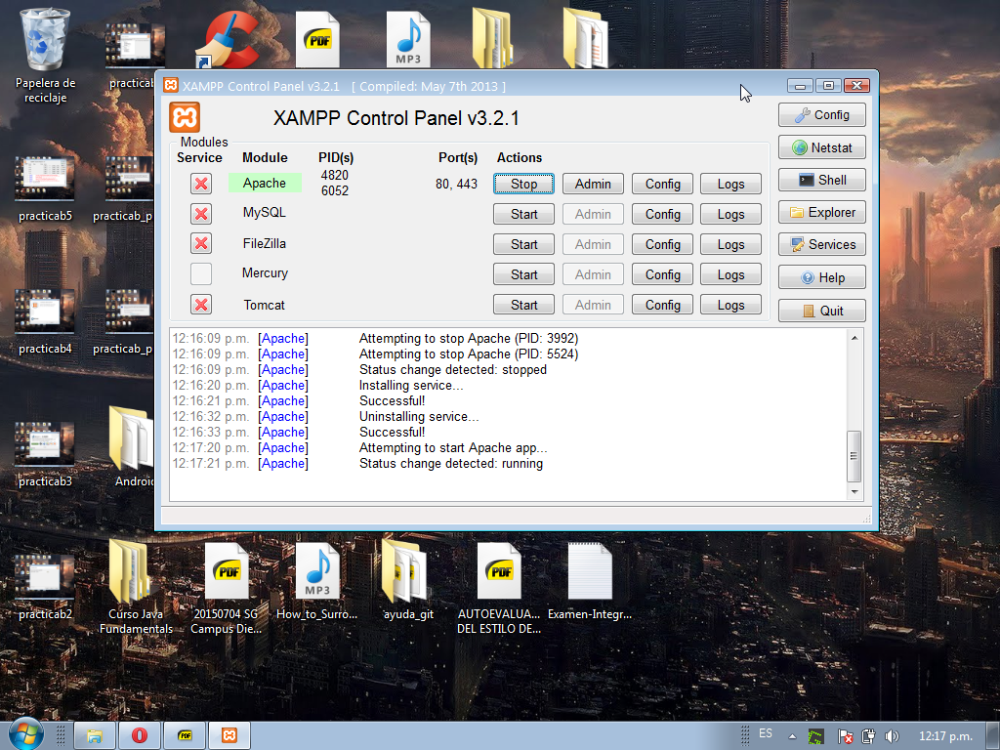 PDF
MP3
Papelera de
reciclaje
practicab
XAMPP Control Panel v3.2.1 [ Compiled: May 7th 2013 ]
XAMPP Control Panel v3.2.1
Config
Modules
Service Module PID(s) Port(s) Actions
Netstat
Apache 4820 80, 443 Stop Admin Config Logs
6052
Shell
MySQL Start Admin Config Logs
Explorer
FileZilla Start Admin Config Logs
Services
Mercury Start Admin Config Logs
Help
Tomcat Start Admin Config Logs
Quit
12:16:09 p.m. [Apache] Attempting to stop Apache (PID: 3992)
12:16:09 p.m. [Apache] Attempting to stop Apache (PID: 5524)
12:16:09 p.m. [Apache] Status change detected: stopped
12:16:20 p.m. [Apache] Installing service...
12:16:21 p.m. [Apache] Successful!
12:16:32 p.m. [Apache] Uninstalling service...
12:16:33 p.m. [Apache] Successful!
12:17:20 p.m. [Apache] Attempting to start Apache app...
12:17:21 p.m. [Apache] Status change detected: running
practicab5
practicab_p
practicab4
practicab_p
practicab3
Androi
PDF
MP3
PDF
practicab2
Curso Java
Fundamentals
20150704 SG
Campus Die...
How_to_Surro...
ayuda_git
AUTOEVALUA...
DEL ESTILO DE...
Examen-Integr...
PDF
ES
12:17 p.m.